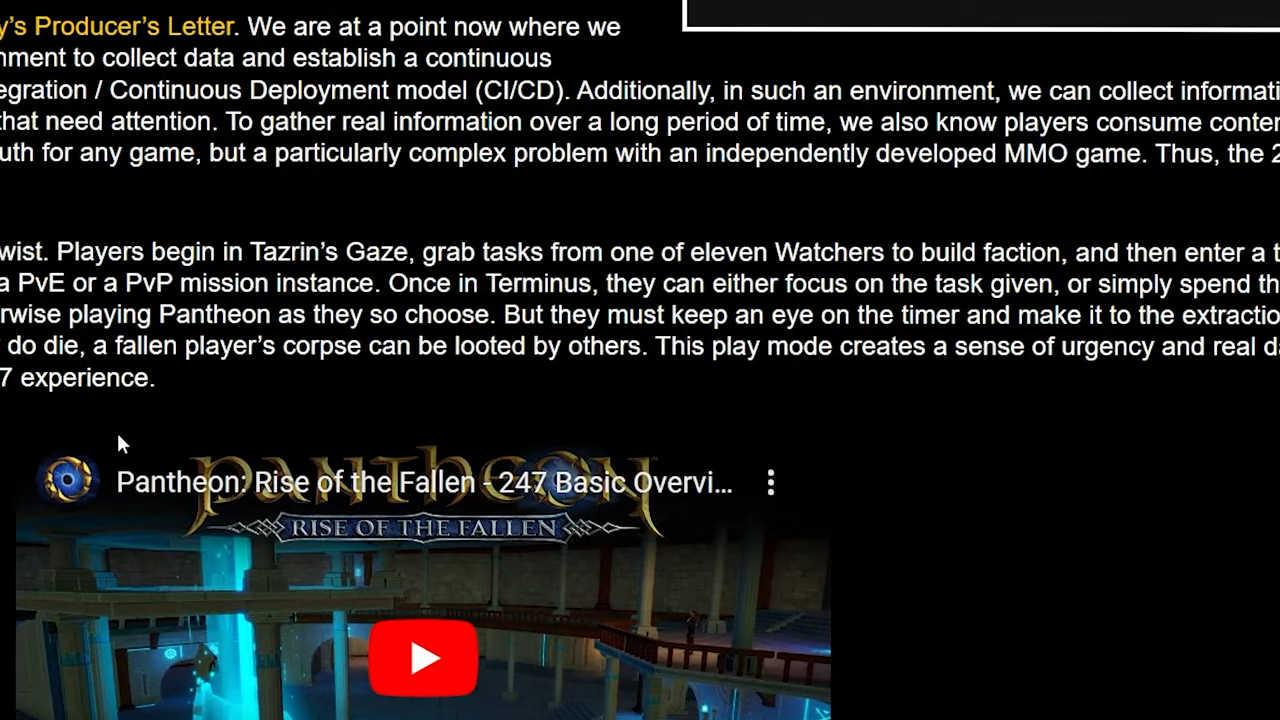 y’s Producer’s Letter. We are at a point now where we
nment to collect data and establish a continuous
egration / Continuous Deployment model (CI/CD). Additionally, in such an environment, we can collect informati
that need attention. To gather real information over a long period of time, we also know players consume conter
uth for any game, but a particularly complex problem with an independently developed MMO game. Thus, the 2
wist. Players begin in Tazrin’s Gaze, grab tasks from one of eleven Watchers to build faction, and then enter a t
a PvE or a PvP mission instance. Once in Terminus, they can either focus on the task given, or simply spend th
rwise playing Pantheon as they so choose. But they must keep an eye on the timer and make it to the extractio
do die, a fallen player’s corpse can be looted by others. This play mode creates a sense of urgency and real da
7 experience.
PANTHEON
Pantheon: Rise of the Fallen - 247 Basic Overvi...
RISE OF THE FALLEN